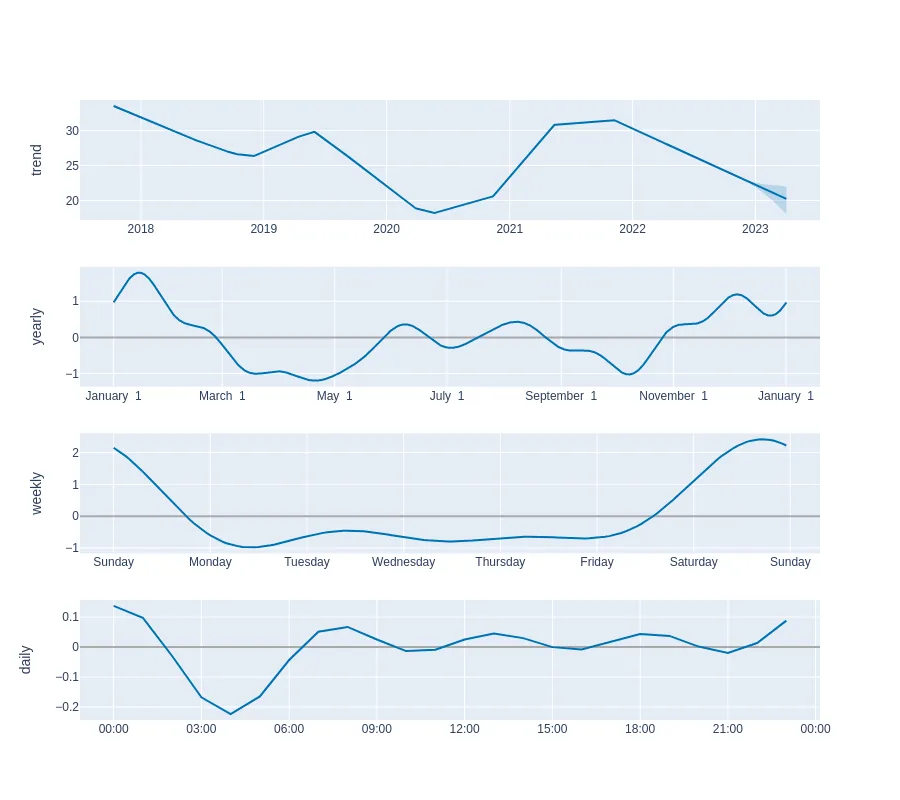 trend
30
25
20
2018 2019 2020 2021 2022 2023
yearly
1
0
−1
January 1 March 1 May 1 July 1 September 1 November 1 January 1
weekly
2
1
0
−1
Sunday Monday Tuesday Wednesday Thursday Friday Saturday Sunday
daily
0.1
0
−0.1
−0.2
00:00 03:00 06:00 09:00 12:00 15:00 18:00 21:00 00:00